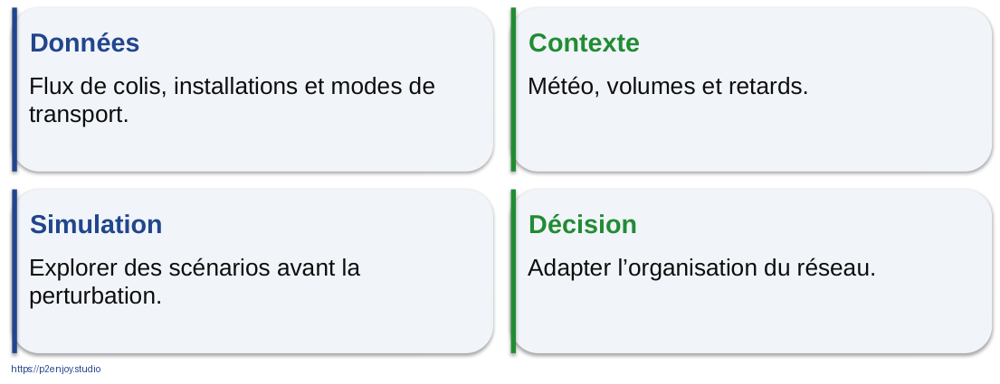 Données
Flux de colis, installations et modes de
transport.
Contexte
Météo, volumes et retards.
Simulation
Explorer des scénarios avant la
perturbation.
Décision
Adapter l’organisation du réseau.
https://p2enjoy.studio